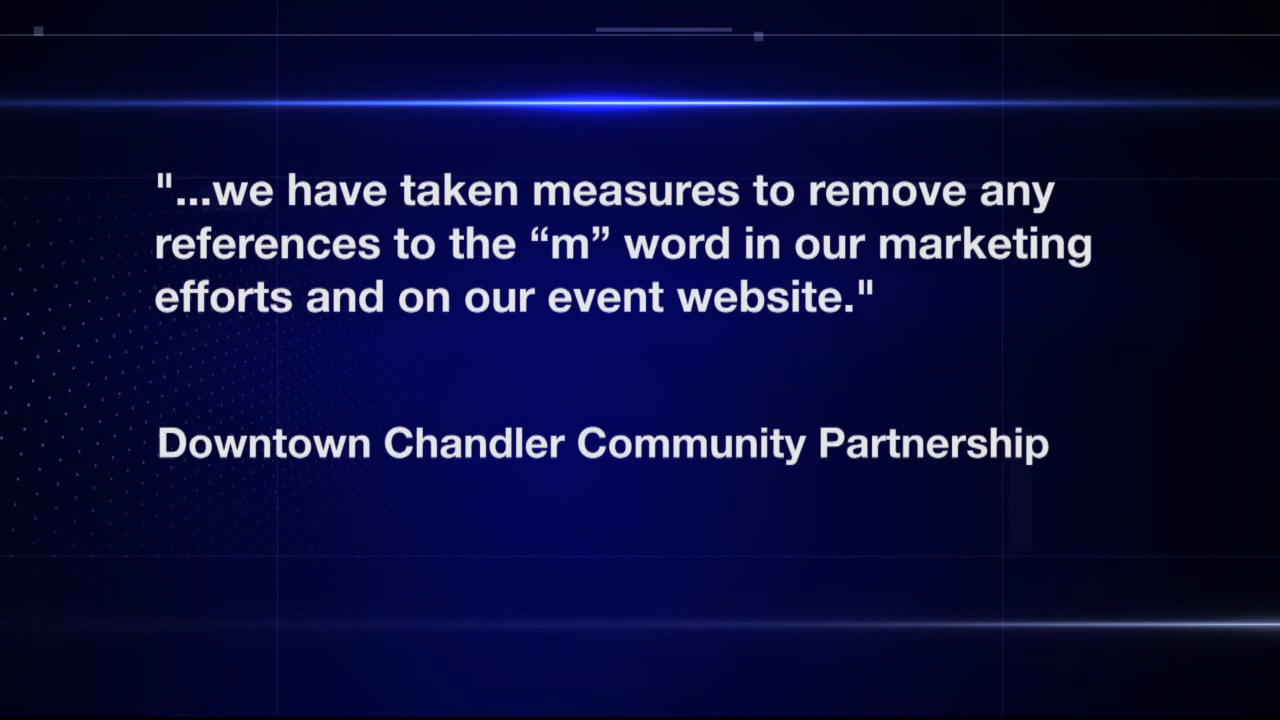 "...we have taken measures to remove any
references to the “m” word in our marketing
efforts and on our event website."
Downtown Chandler Community Partnership